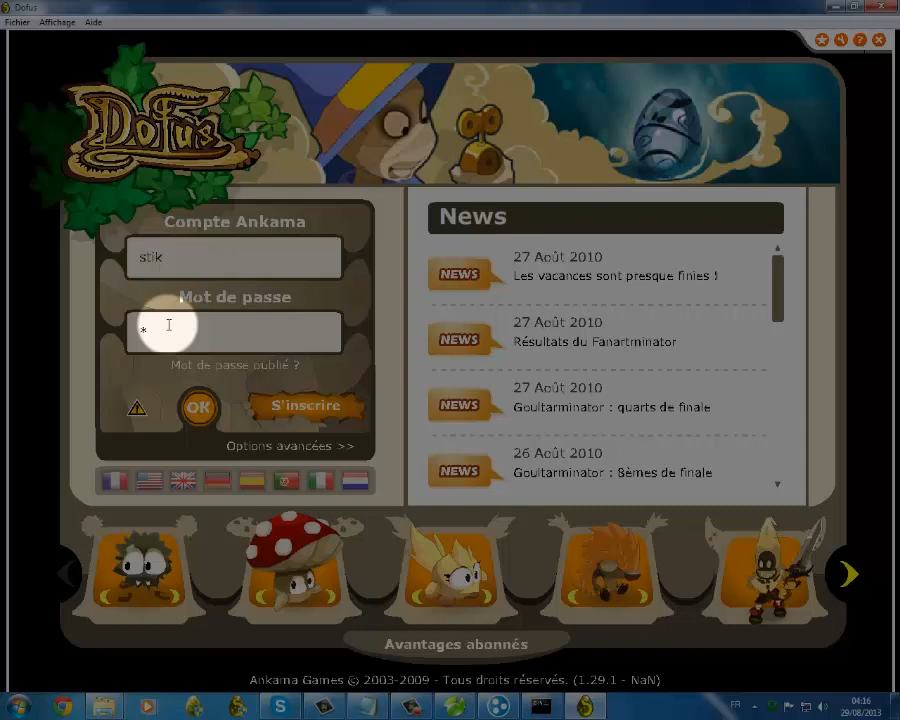 Dofus
Fichier Affichage Aide
Dofus
Compte Ankama
stik
Mot de passe
*
Mot de passe oublié ?
OK
S'inscrire
Options avancées >>
News
NEWS
27 Août 2010
Les vacances sont presque finies !
NEWS
27 Août 2010
Résultats du Fanartminator
NEWS
27 Août 2010
Goultarminator : quarts de finale
NEWS
26 Août 2010
Goultarminator : 8èmes de finale
Avantages abonnés
Ankama Games © 2003-2009 - Tous droits réservés. (1.29.1 - NaN)
FR
04:16
29/08/2013